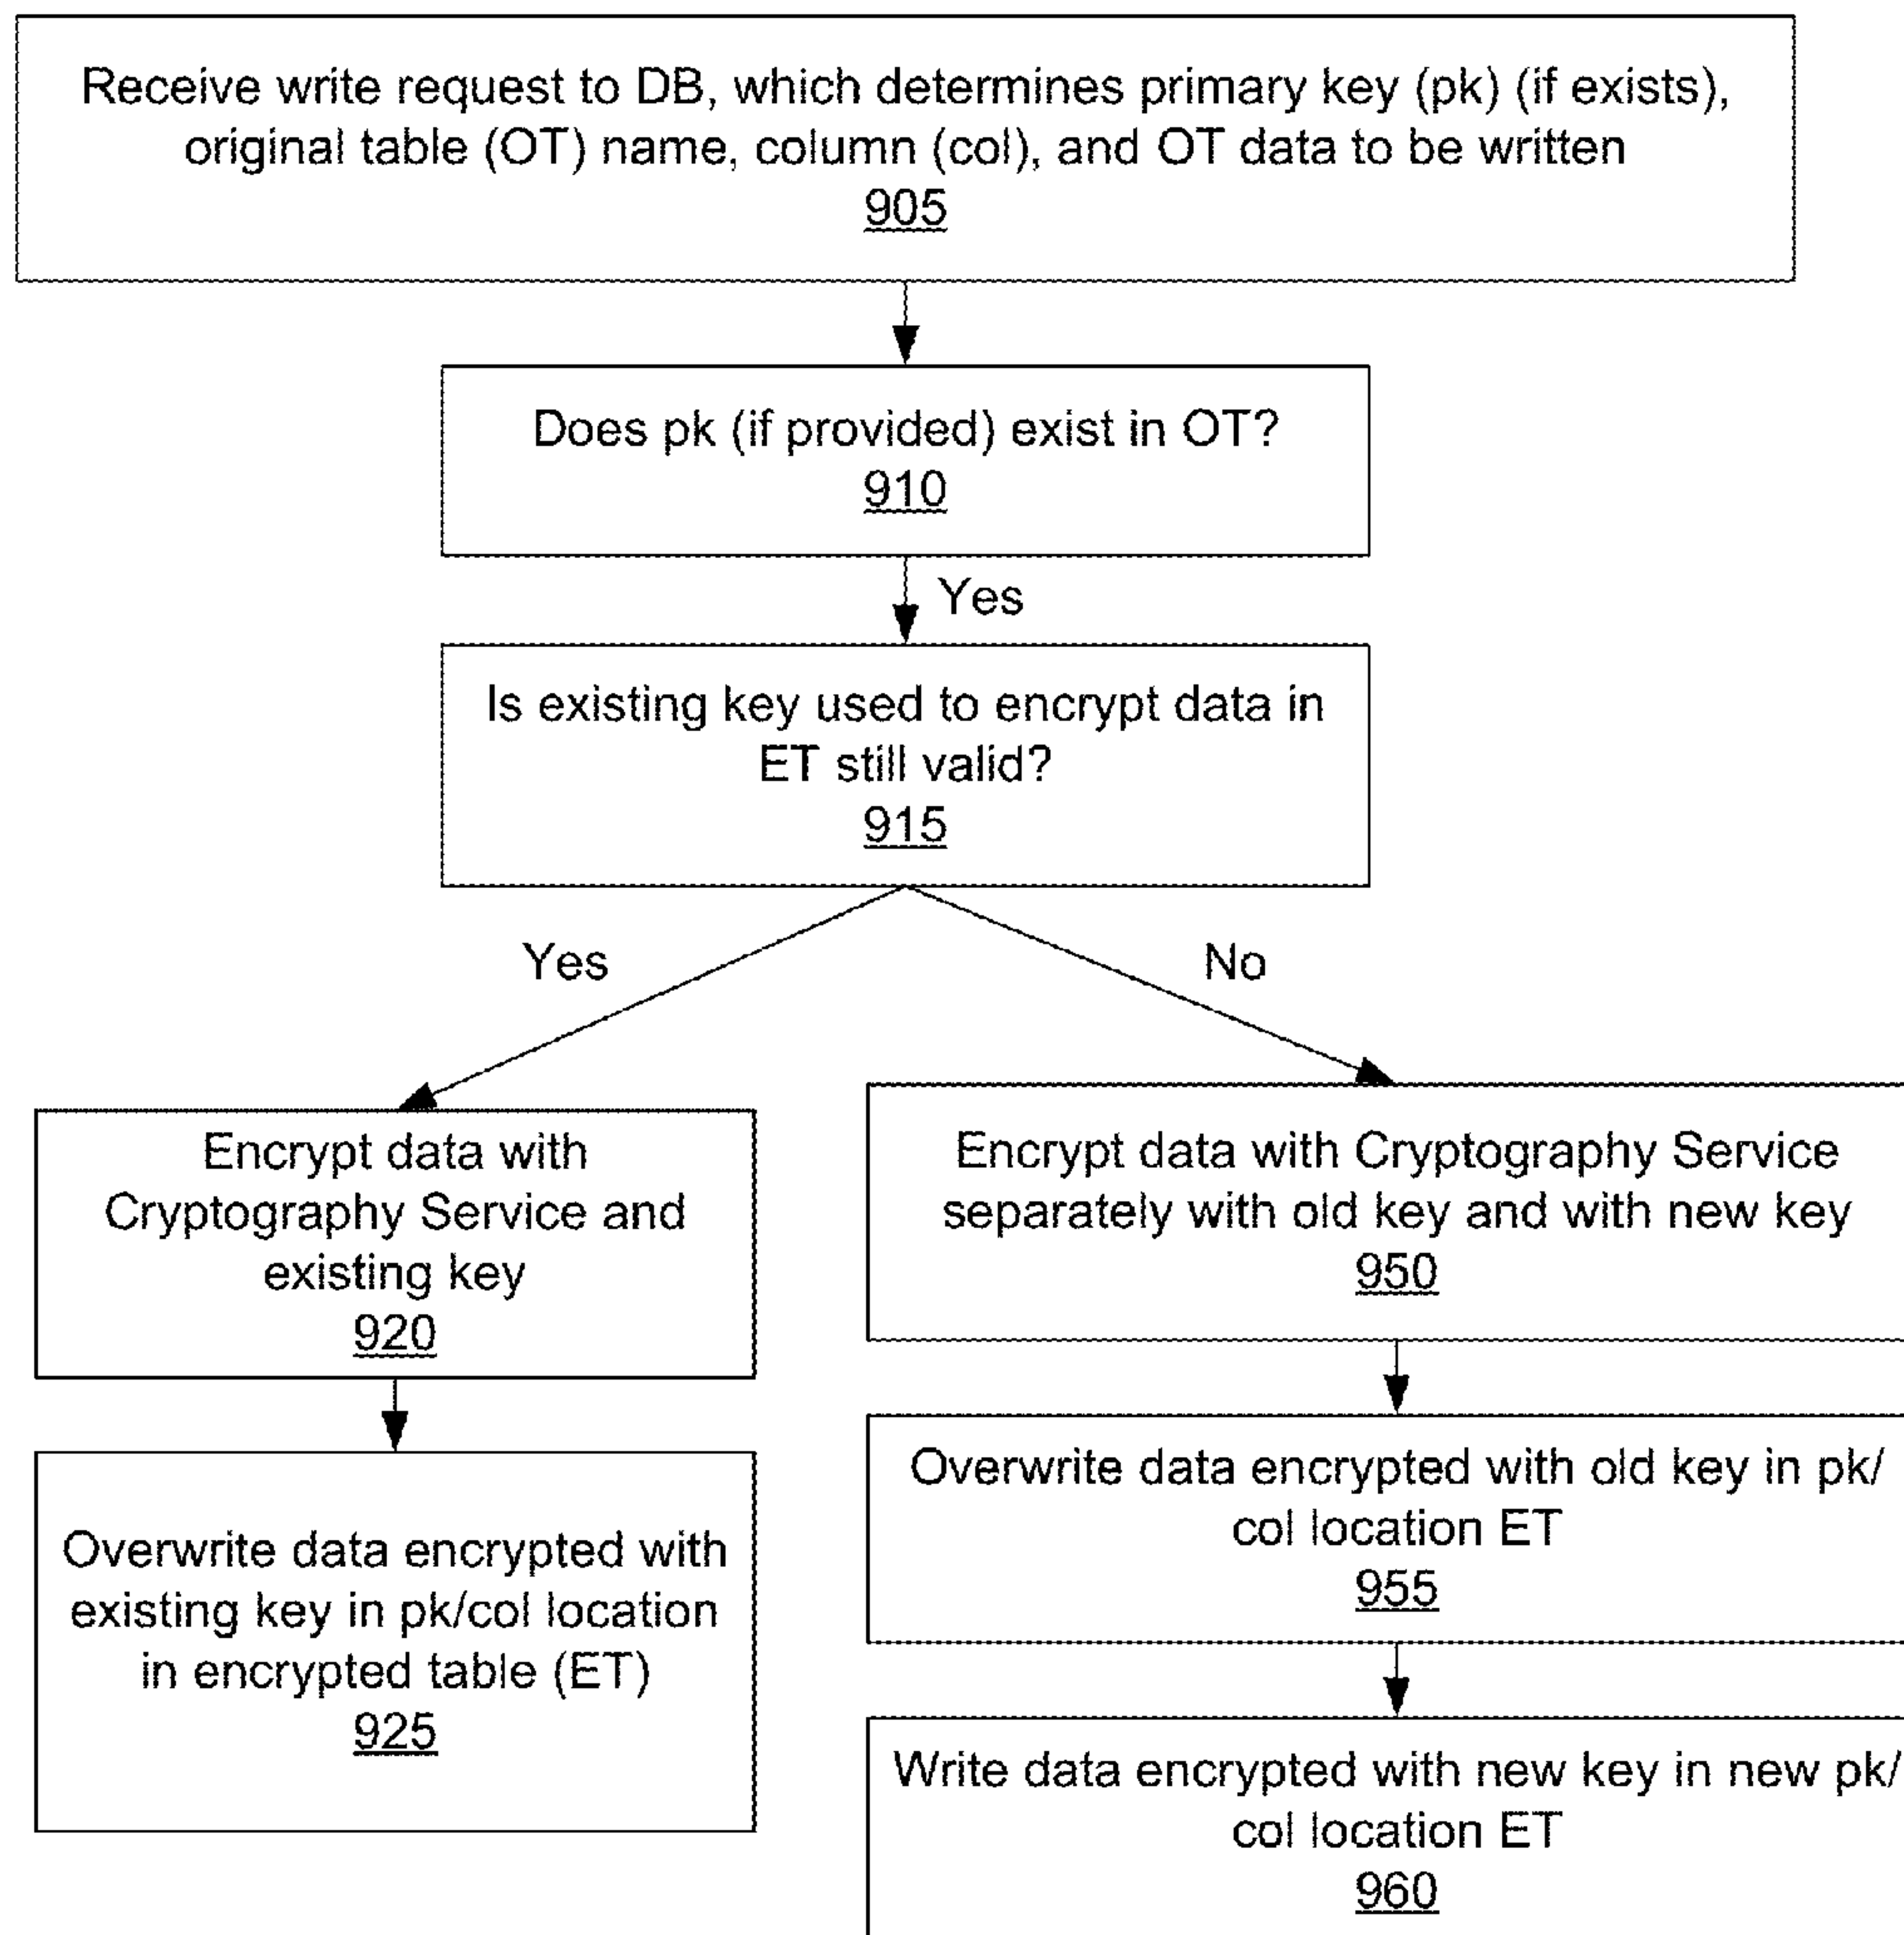 Receive write request to DB, which determines primary key (pk) (if exists),
original table (OT) name, column (col), and OT data to be written
905
Does pk (if provided) exist in OT?
910
Yes
Is existing key used to encrypt data in
ET still valid?
915
Yes
No
Encrypt data with
Cryptography Service and
existing key
920
Encrypt data with Cryptography Service
separately with old key and with new key
950
Overwrite data encrypted with
existing key in pk/col location
in encrypted table (ET)
925
Overwrite data encrypted with old key in pk/
col location ET
955
Write data encrypted with new key in new pk/
col location ET
960